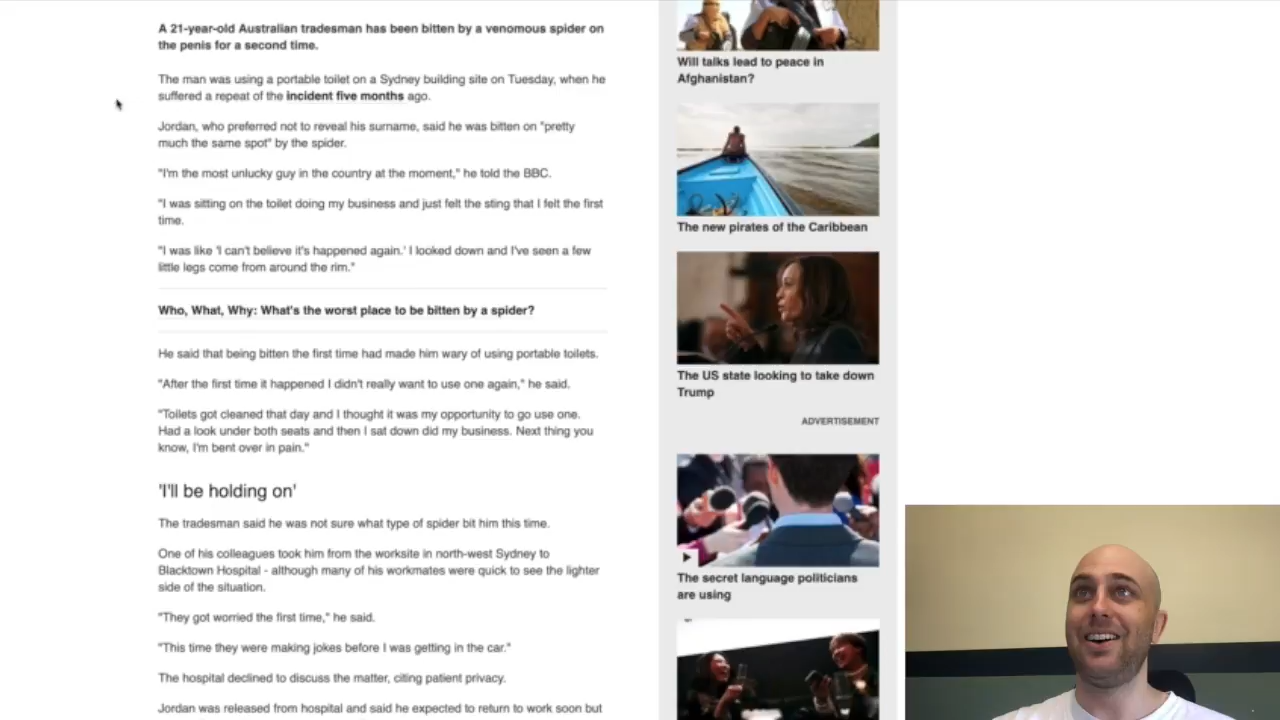 A 21-year-old Australian tradesman has been bitten by a venomous spider on
the penis for a second time.
The man was using a portable toilet on a Sydney building site on Tuesday, when he
suffered a repeat of the incident five months ago.
Jordan, who preferred not to reveal his surname, said he was bitten on "pretty
much the same spot" by the spider.
"I'm the most unlucky guy in the country at the moment," he told the BBC.
"I was sitting on the toilet doing my business and just felt the sting that I felt the first
time.
"I was like 'I can't believe it's happened again.' I looked down and I've seen a few
little legs come from around the rim."
Who, What, Why: What's the worst place to be bitten by a spider?
He said that being bitten the first time had made him wary of using portable toilets.
"After the first time it happened I didn't really want to use one again," he said.
"Toilets got cleaned that day and I thought it was my opportunity to go use one.
Had a look under both seats and then I sat down did my business. Next thing you
know, I'm bent over in pain."
'I'll be holding on'
The tradesman said he was not sure what type of spider bit him this time.
One of his colleagues took him from the worksite in north-west Sydney to
Blacktown Hospital - although many of his workmates were quick to see the lighter
side of the situation.
"They got worried the first time," he said.
"This time they were making jokes before I was getting in the car."
The hospital declined to discuss the matter, citing patient privacy.
Jordan was released from hospital and said he expected to return to work soon but
Will talks lead to peace in
Afghanistan?
The new pirates of the Caribbean
The US state looking to take down
Trump
ADVERTISEMENT
The secret language politicians
are using